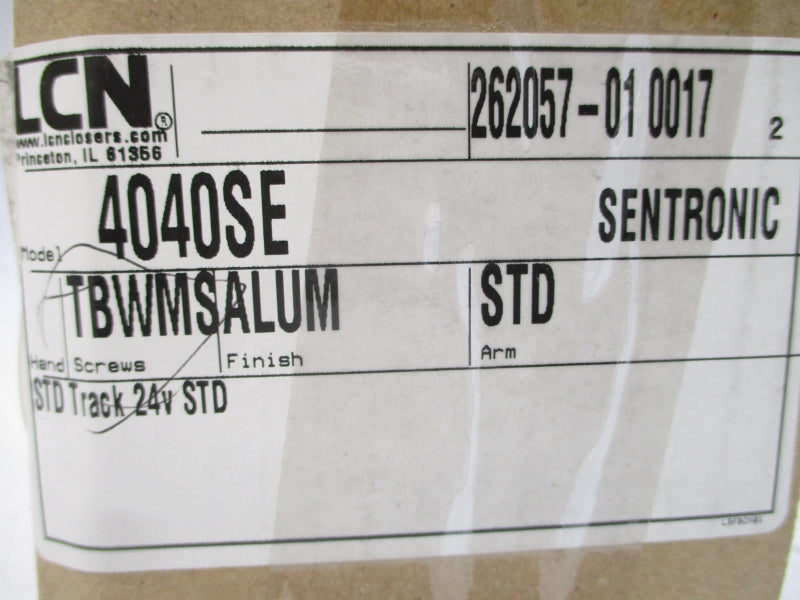 LCN®
www.lcnclosers.com
Princeton, IL 61356
262057-01 0017 2
4040SE SENTRONIC
Model
TBWMSALUM STD
Hand Screws Finish Arm
STD Track 24v STD